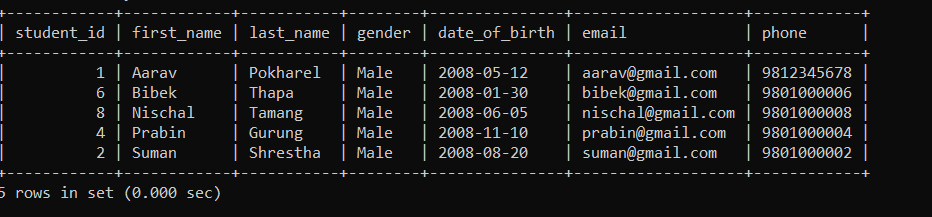 +------------+------------+-----------+--------+---------------+-------------------+------------+
| student_id | first_name | last_name | gender | date_of_birth | email             | phone      |
+------------+------------+-----------+--------+---------------+-------------------+------------+
|          1 | Aarav      | Pokharel  | Male   | 2008-05-12    | aarav@gmail.com   | 9812345678 |
|          6 | Bibek      | Thapa     | Male   | 2008-01-30    | bibek@gmail.com   | 9801000006 |
|          8 | Nischal    | Tamang    | Male   | 2008-06-05    | nischal@gmail.com | 9801000008 |
|          4 | Prabin     | Gurung    | Male   | 2008-11-10    | prabin@gmail.com  | 9801000004 |
|          2 | Suman      | Shrestha  | Male   | 2008-08-20    | suman@gmail.com   | 9801000002 |
+------------+------------+-----------+--------+---------------+-------------------+------------+
5 rows in set (0.000 sec)